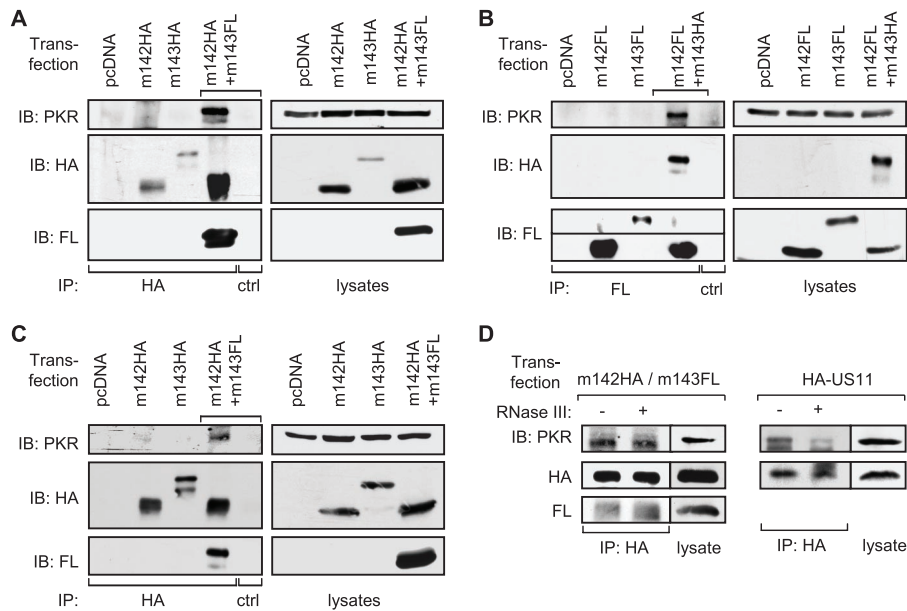 A
Trans-
fection
pcDNA
m142HA
m143HA
m142HA
+m143FL
pcDNA
m142HA
m143HA
m142HA
+m143FL
IB: PKR
IB: HA
IB: FL
IP:
HA
ctrl
lysates
B
Trans-
fection
pcDNA
m142FL
m143FL
m142FL
+m143HA
pcDNA
m142FL
m143FL
m142FL
+m143HA
IB: PKR
IB: HA
IB: FL
IP:
FL
ctrl
lysates
C
Trans-
fection
pcDNA
m142HA
m143HA
m142HA
+m143FL
pcDNA
m142HA
m143HA
m142HA
+m143FL
IB: PKR
IB: HA
IB: FL
IP:
HA
ctrl
lysates
D
Trans-
fection
m142HA / m143FL
HA-US11
RNase III:
- +
- +
IB: PKR
HA
FL
IP: HA
lysate
IP: HA
lysate